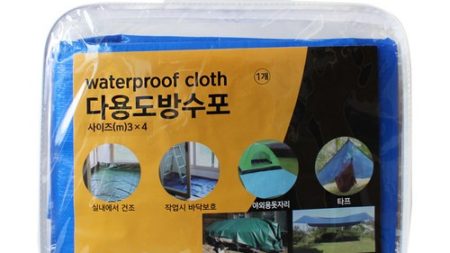 waterproof cloth
1개
다용도방수포
사이즈(m)3×4
실내에서 건조
작업시 바닥보호
야외용돗자리
타프